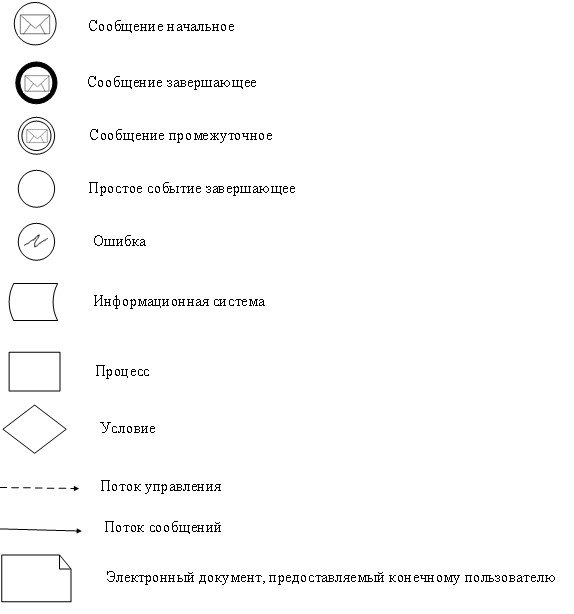 Сообщение начальное
Сообщение завершающее
Сообщение промежуточное
Простое событие завершающее
Ошибка
Информационная система
Процесс
Условие
Поток управления
Поток сообщений
Электронный документ, предоставляемый конечному пользователю